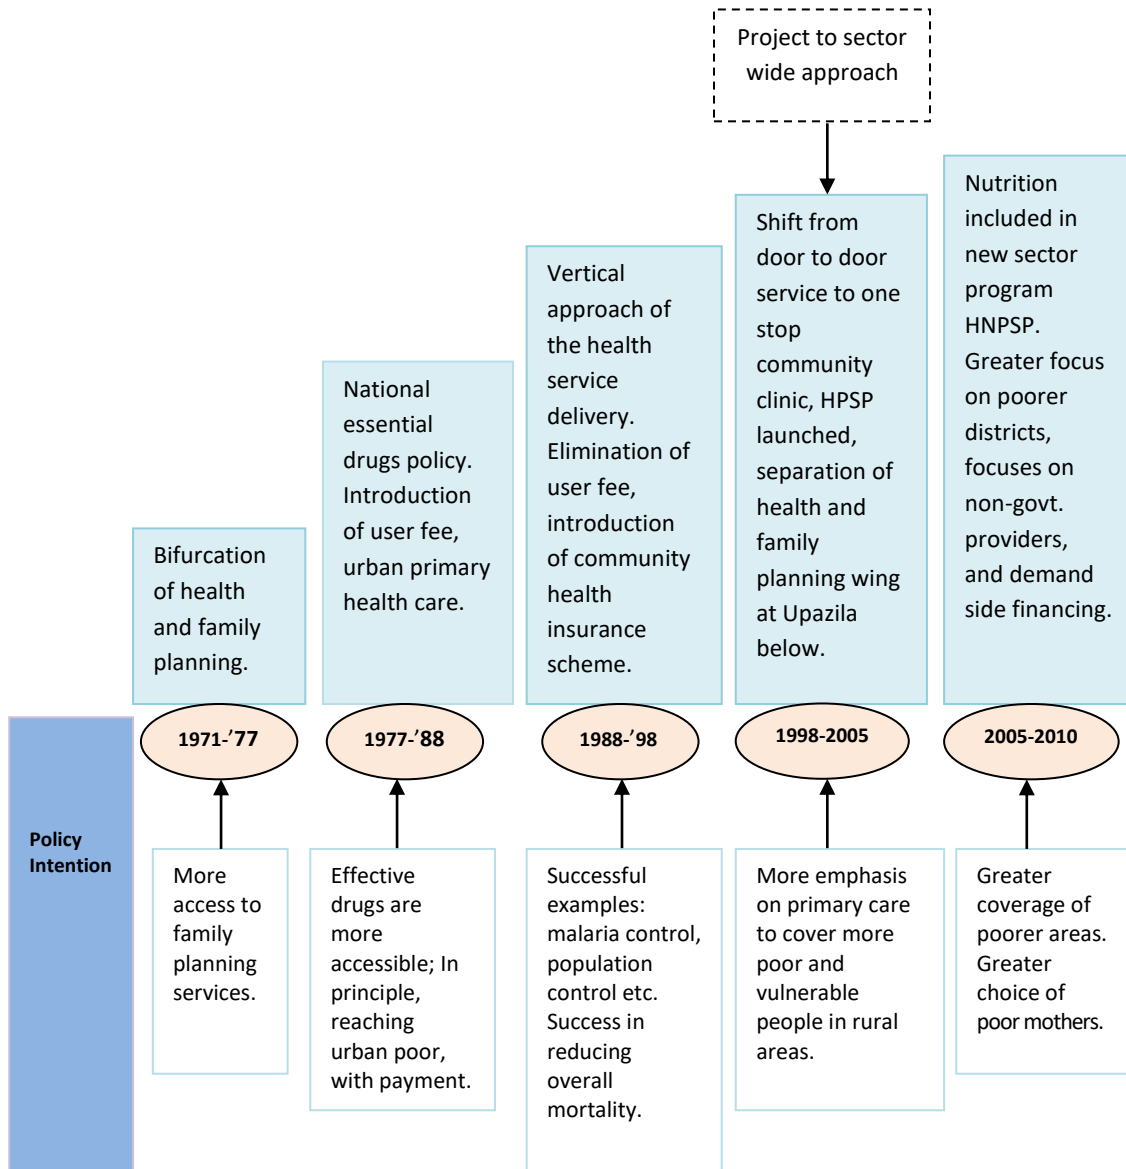 Project to sector
wide approach
Bifurcation
of health
and family
planning.
National
essential
drugs policy.
Introduction
of user fee,
urban primary
health care.
Vertical
approach of
the health
service
delivery.
Elimination of
user fee,
introduction
of community
health
insurance
scheme.
Shift from
door to door
service to one
stop
community
clinic, HPSP
launched,
separation of
health and
family
planning wing
at Upazila
below.
Nutrition
included in
new sector
program
HNPSP.
Greater focus
on poorer
districts,
focuses on
non-govt.
providers,
and demand
side financing.
1971-’77
1977-’88
1988-’98
1998-2005
2005-2010
Policy
Intention
More
access to
family
planning
services.
Effective
drugs are
more
accessible; In
principle,
reaching
urban poor,
with payment.
Successful
examples:
malaria control,
population
control etc.
Success in
reducing
overall
mortality.
More emphasis
on primary care
to cover more
poor and
vulnerable
people in rural
areas.
Greater
coverage of
poorer areas.
Greater
choice of
poor mothers.